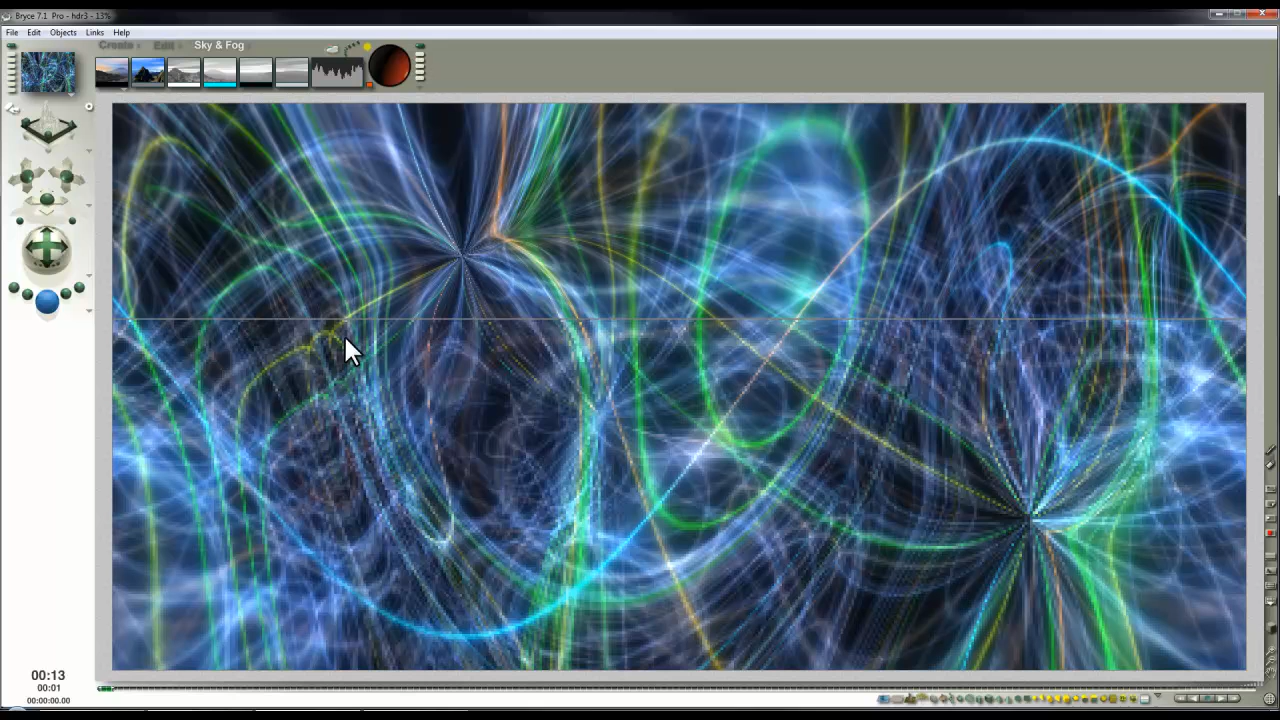 Bryce 7.1 Pro - hdr3 - 13%
File Edit Objects Links Help
Create Edit Sky & Fog
00:13
00:01
00:00:00.00